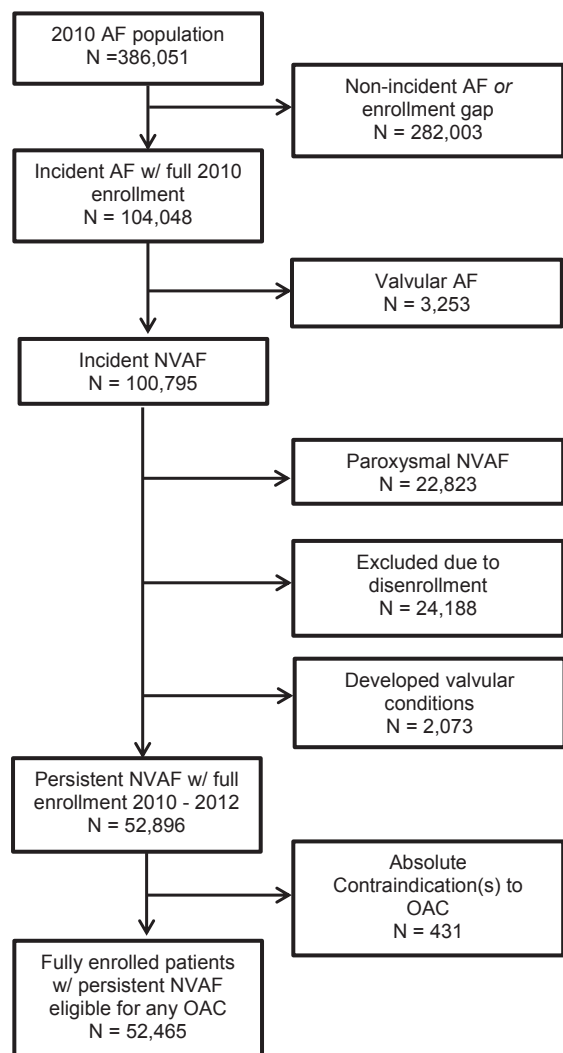 2010 AF population
N =386,051
Non-incident AF or
enrollment gap
N = 282,003
Incident AF w/ full 2010
enrollment
N = 104,048
Valvular AF
N = 3,253
Incident NVAF
N = 100,795
Paroxysmal NVAF
N = 22,823
Excluded due to
disenrollment
N = 24,188
Developed valvular
conditions
N = 2,073
Persistent NVAF w/ full
enrollment 2010 - 2012
N = 52,896
Absolute
Contraindication(s) to
OAC
N = 431
Fully enrolled patients
w/ persistent NVAF
eligible for any OAC
N = 52,465